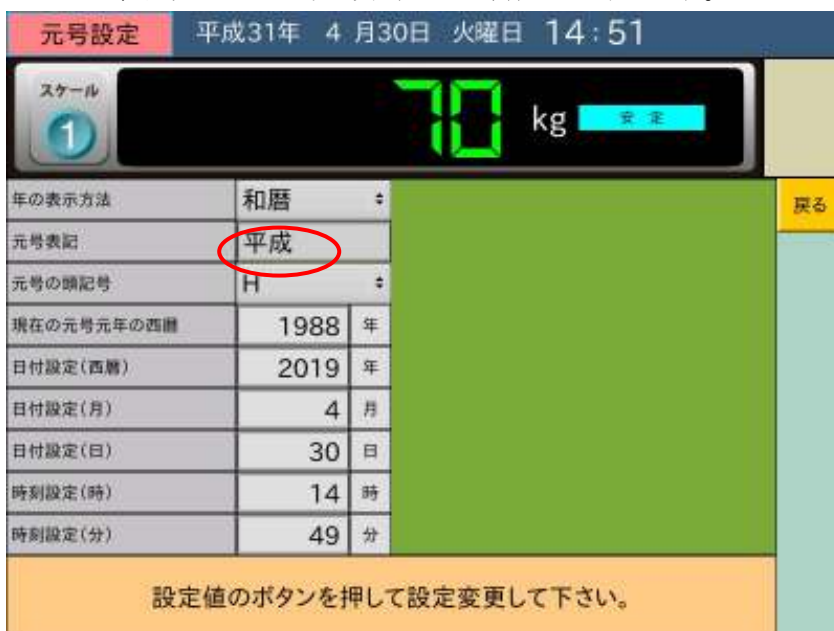 元号設定 平成31年 4月30日 火曜日 14:51
スケール
1
70 kg 安定
年の表示方法 和暦
戻る
元号表記 平成
元号の頭記号 H
現在の元号元年の西暦 1988 年
日付設定(西暦) 2019 年
日付設定(月) 4 月
日付設定(日) 30 日
時刻設定(時) 14 時
時刻設定(分) 49 分
設定値のボタンを押して設定変更して下さい。